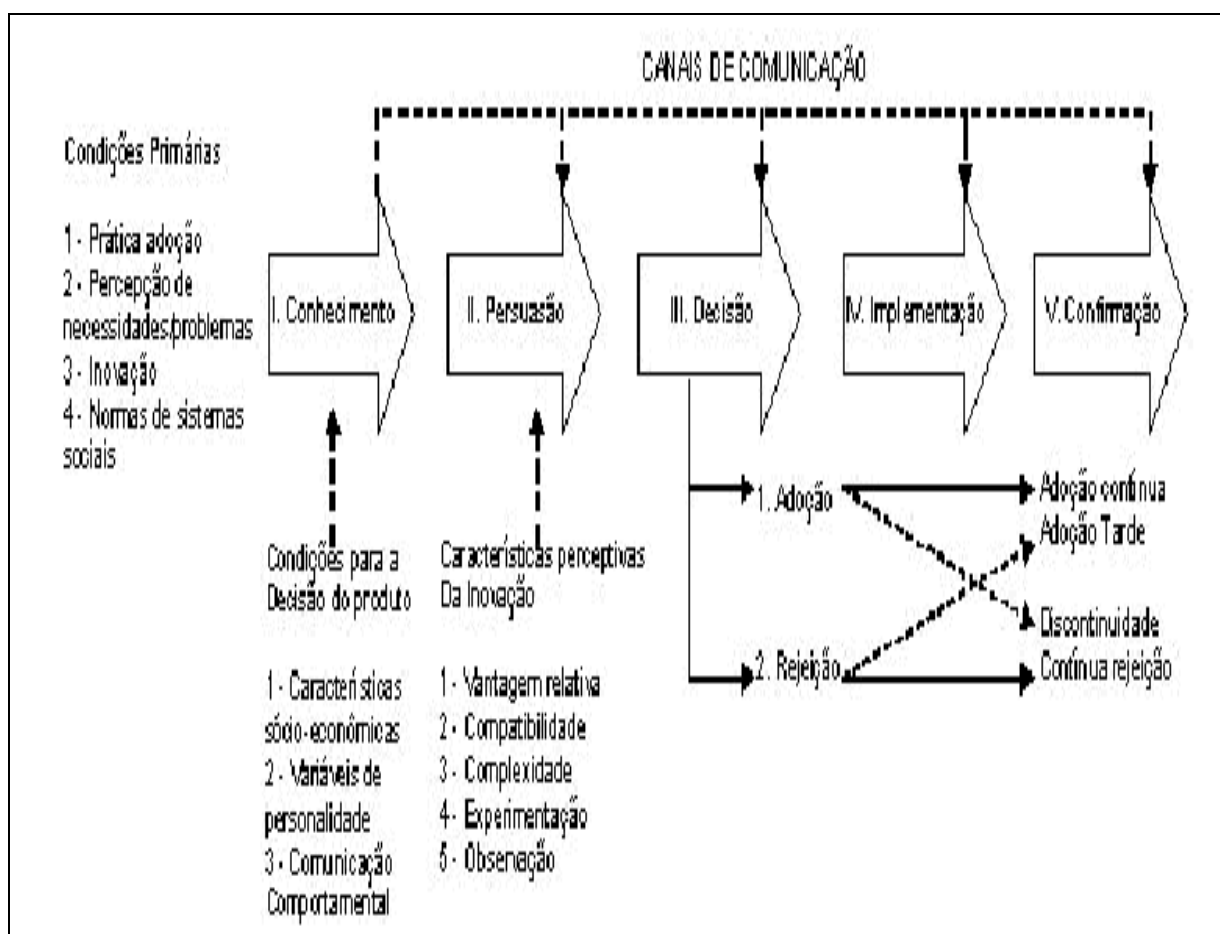 CANAIS DE COMUNICAÇÃO
Condições Primárias
1 - Prática adoção
2 - Percepção de
necessidades/problemas
3 - Inovação
4 - Normas de sistemas
sociais
I. Conhecimento
II. Persuasão
III. Decisão
IV. Implementação
V. Confirmação
Condições para a
Decisão do produto
1 - Características
sócio-econômicas
2 - Variáveis de
personalidade
3 - Comunicação
Comportamental
Características perceptivas
Da Inovação
1 - Vantagem relativa
2 - Compatibilidade
3 - Complexidade
4 - Experimentação
5 - Observação
1. Adoção
2. Rejeição
Adoção contínua
Adoção Tarde
Discontinuidade
Contínua rejeição